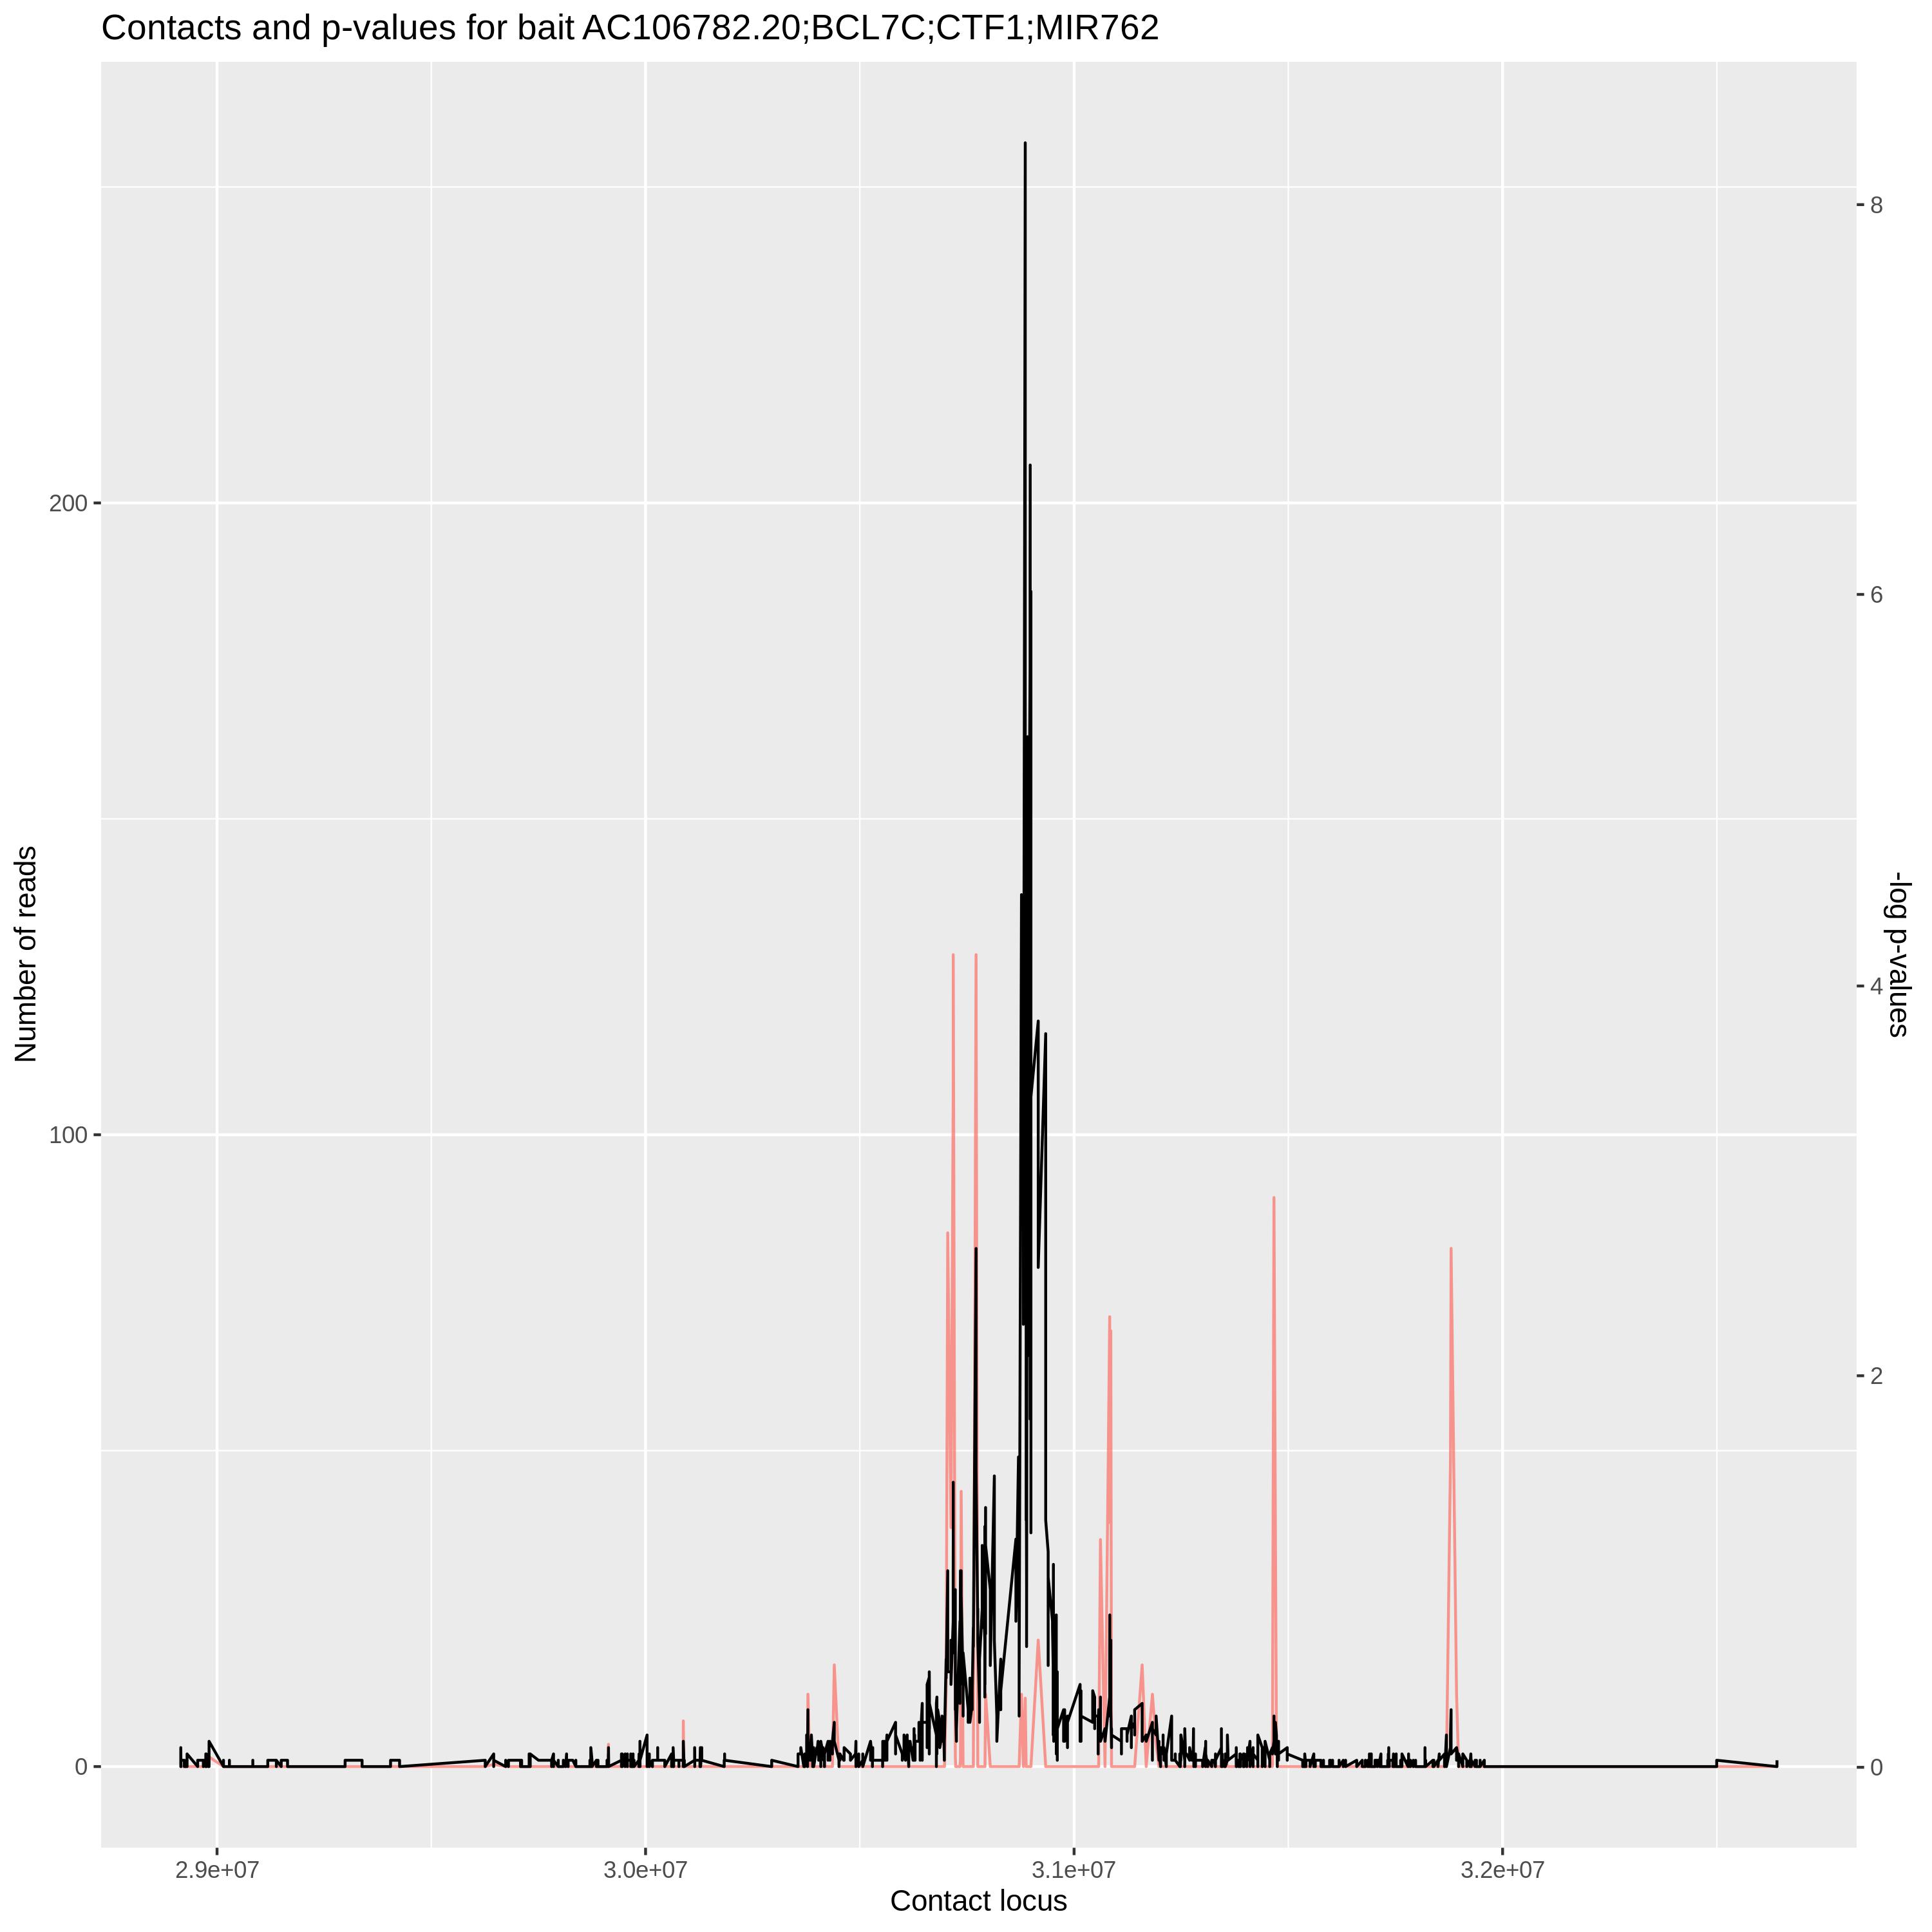 Contacts and p-values for bait AC106782.20;BCL7C;CTF1;MIR762
Number of reads
200
100
0
8
6
4
2
0
-log p-values
2.9e+07 3.0e+07 3.1e+07 3.2e+07
Contact locus